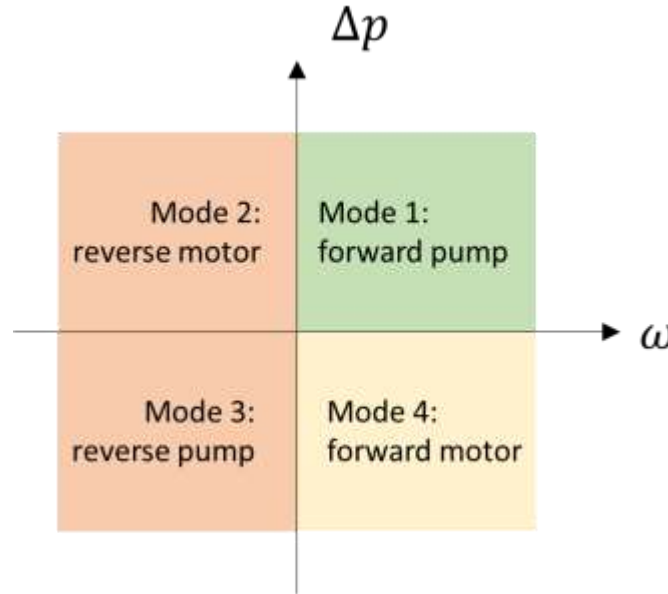 Δp
Mode 2:
reverse motor
Mode 1:
forward pump
ω
Mode 3:
reverse pump
Mode 4:
forward motor